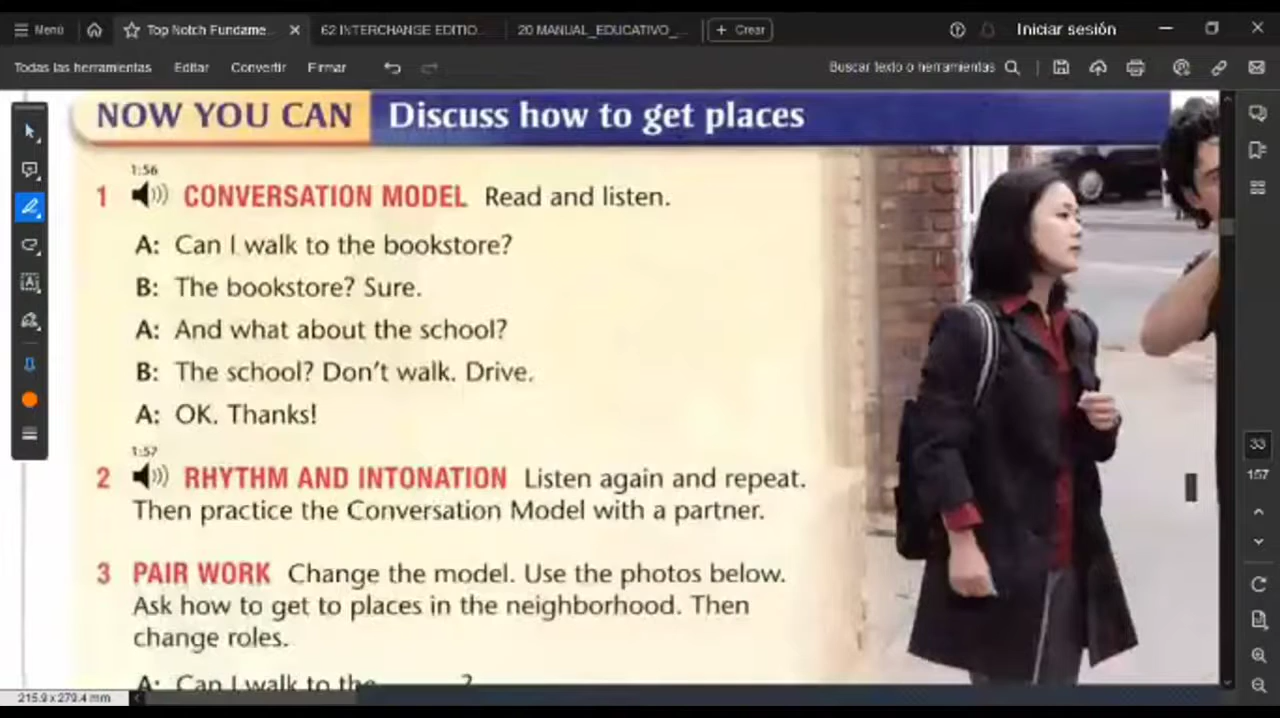 Menú
Top Notch Fundame...
62 INTERCHANGE EDITIO...
20 MANUAL_EDUCATIVO_...
+ Crear
Iniciar sesión
Todas las herramientas
Editar
Convertir
Firmar
Buscar texto o herramientas
NOW YOU CAN Discuss how to get places
1:56
1 CONVERSATION MODEL Read and listen.
A: Can I walk to the bookstore?
B: The bookstore? Sure.
A: And what about the school?
B: The school? Don't walk. Drive.
A: OK. Thanks!
1:57
2 RHYTHM AND INTONATION Listen again and repeat.
Then practice the Conversation Model with a partner.
3 PAIR WORK Change the model. Use the photos below.
Ask how to get to places in the neighborhood. Then
change roles.
A: Can I walk to the ______?
33
157
215.9 x 279.4 mm